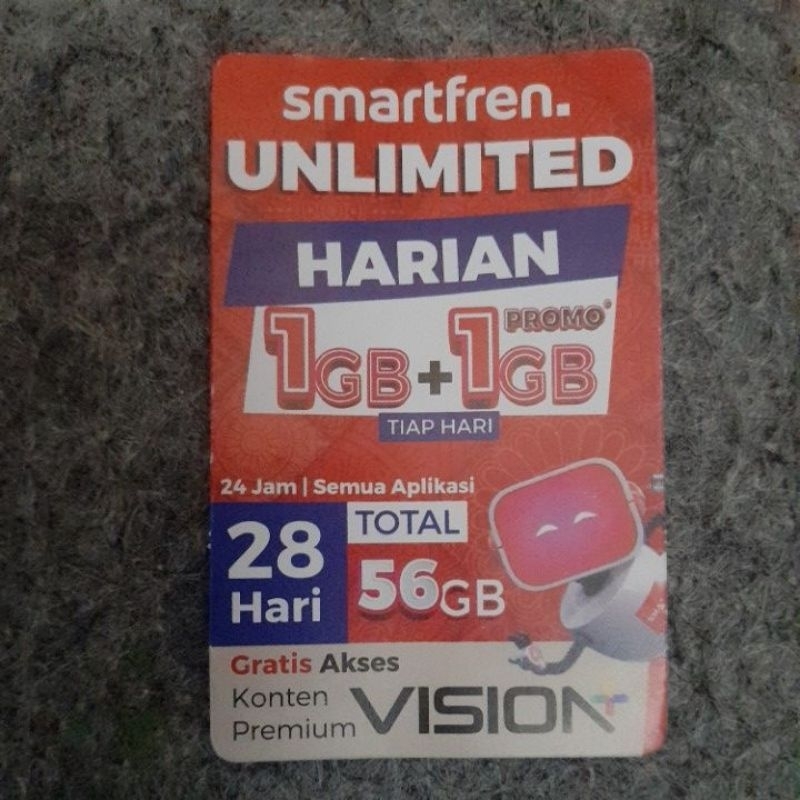 smartfren.
UNLIMITED
HARIAN
1GB+1GB
PROMO*
TIAP HARI
24 Jam | Semua Aplikasi
28
Hari
TOTAL
56GB
Gratis Akses
Konten
Premium
VISION+